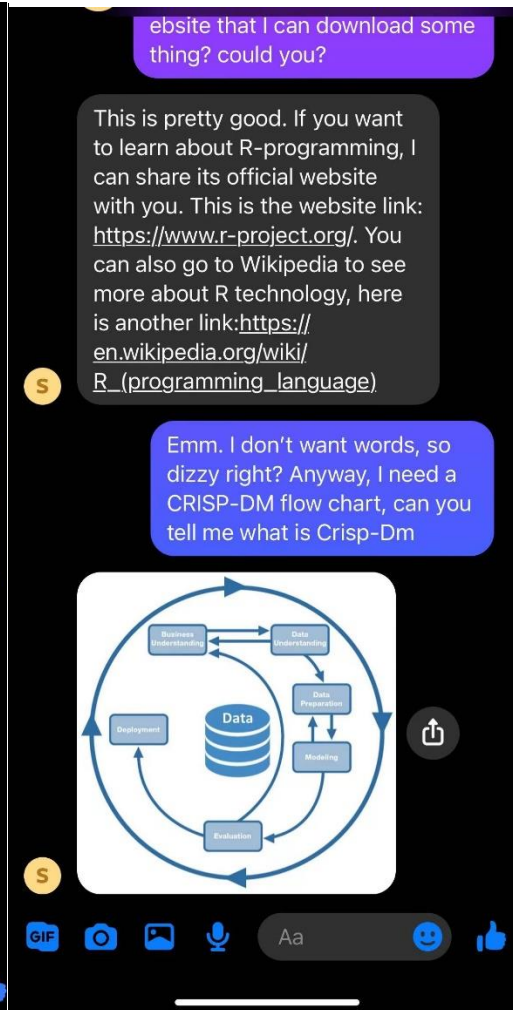 ebsite that I can download some
thing? could you?
This is pretty good. If you want
to learn about R-programming, I
can share its official website
with you. This is the website link:
https://www.r-project.org/. You
can also go to Wikipedia to see
more about R technology, here
is another link:https://
en.wikipedia.org/wiki/
R_(programming_language)
S
Emm. I don’t want words, so
dizzy right? Anyway, I need a
CRISP-DM flow chart, can you
tell me what is Crisp-Dm
Business
Understanding
Data
Understanding
Data
Preparation
Data
Deployment
Modeling
Evaluation
S
GIF
Aa